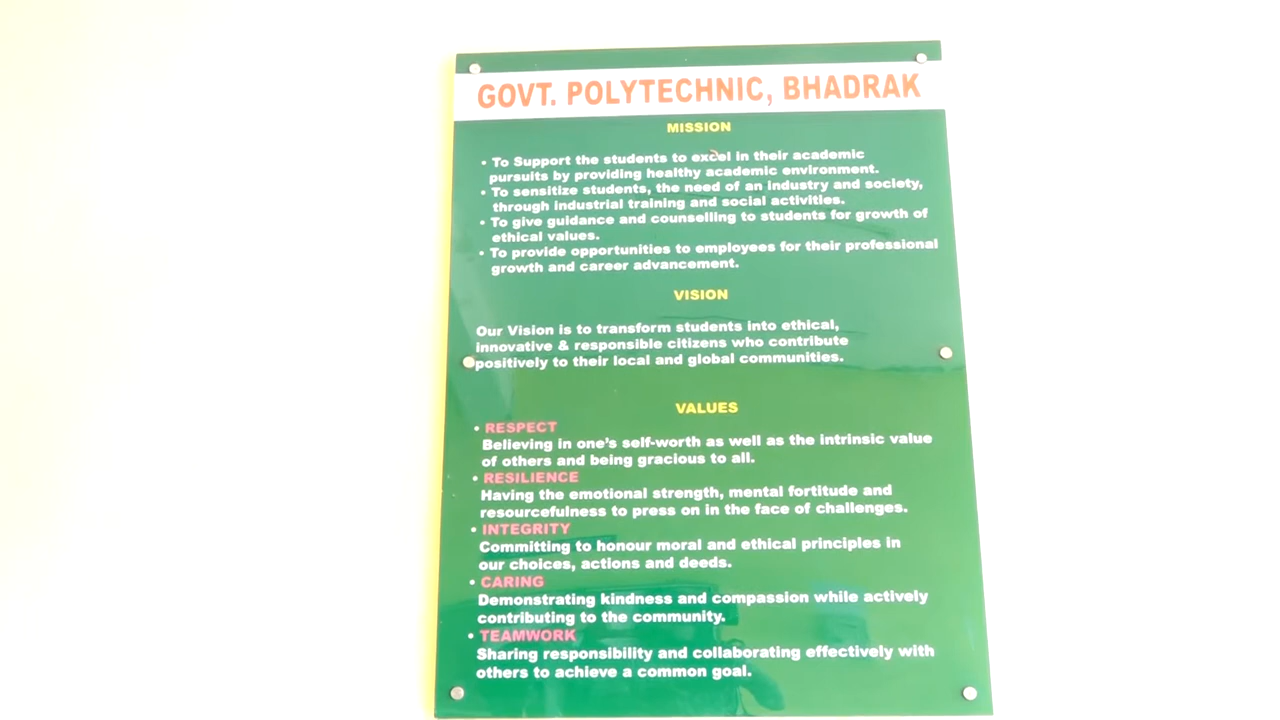 GOVT. POLYTECHNIC, BHADRAK
MISSION
• To Support the students to excel in their academic
pursuits by providing healthy academic environment.
• To sensitize students, the need of an industry and society,
through industrial training and social activities.
• To give guidance and counselling to students for growth of
ethical values.
• To provide opportunities to employees for their professional
growth and career advancement.
VISION
Our Vision is to transform students into ethical,
innovative & responsible citizens who contribute
positively to their local and global communities.
VALUES
• RESPECT
Believing in one's self-worth as well as the intrinsic value
of others and being gracious to all.
• RESILIENCE
Having the emotional strength, mental fortitude and
resourcefulness to press on in the face of challenges.
• INTEGRITY
Committing to honour moral and ethical principles in
our choices, actions and deeds.
• CARING
Demonstrating kindness and compassion while actively
contributing to the community.
• TEAMWORK
Sharing responsibility and collaborating effectively with
others to achieve a common goal.